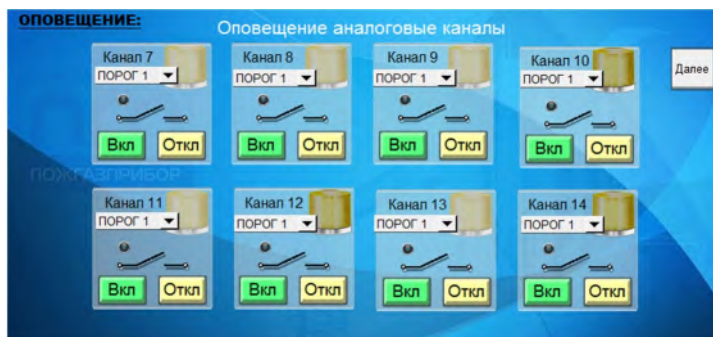 ОПОВЕЩЕНИЕ:
Оповещение аналоговые каналы
Канал 7
ПОРОГ 1
Вкл Откл
Канал 8
ПОРОГ 1
Вкл Откл
Канал 9
ПОРОГ 1
Вкл Откл
Канал 10
ПОРОГ 1
Вкл Откл
Далее
ПОЖГАЗПРИБОР
Канал 11
ПОРОГ 1
Вкл Откл
Канал 12
ПОРОГ 1
Вкл Откл
Канал 13
ПОРОГ 1
Вкл Откл
Канал 14
ПОРОГ 1
Вкл Откл